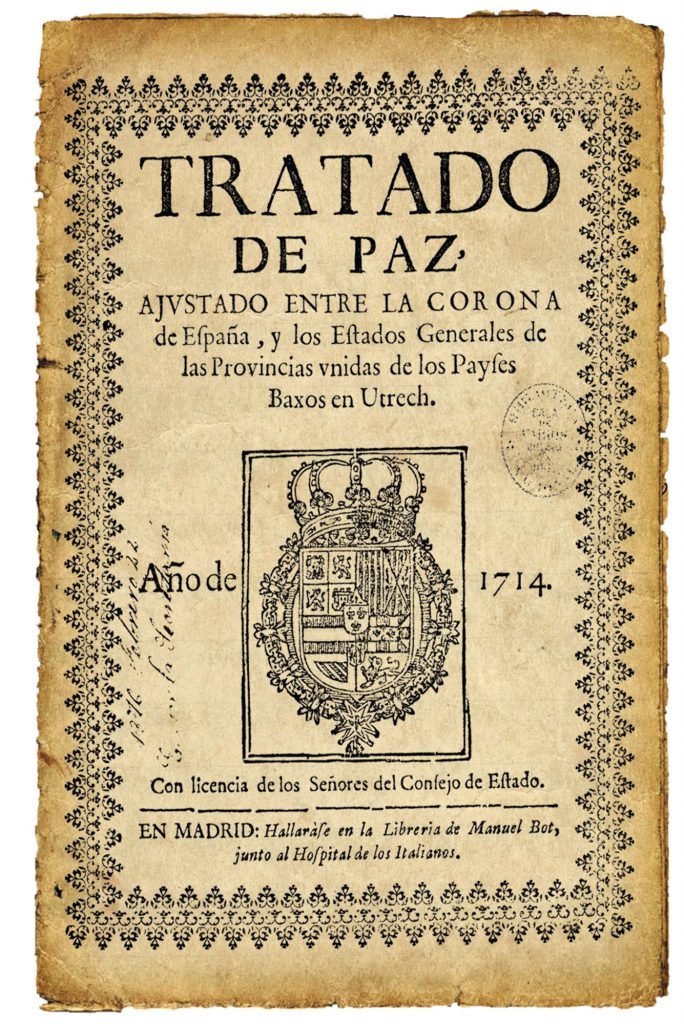 TRATADO
DE PAZ,
AJVSTADO ENTRE LA CORONA
de Eſpaña, y los Eſtados Generales de
las Provincias vnidas de los Payſes
Baxos en Utrech.
Año de 1714.
Con licencia de los Señores del Conſejo de Eſtado.
EN MADRID: Hallaràſe en la Libreria de Manuel Bot,
junto al Hoſpital de los Italianos.